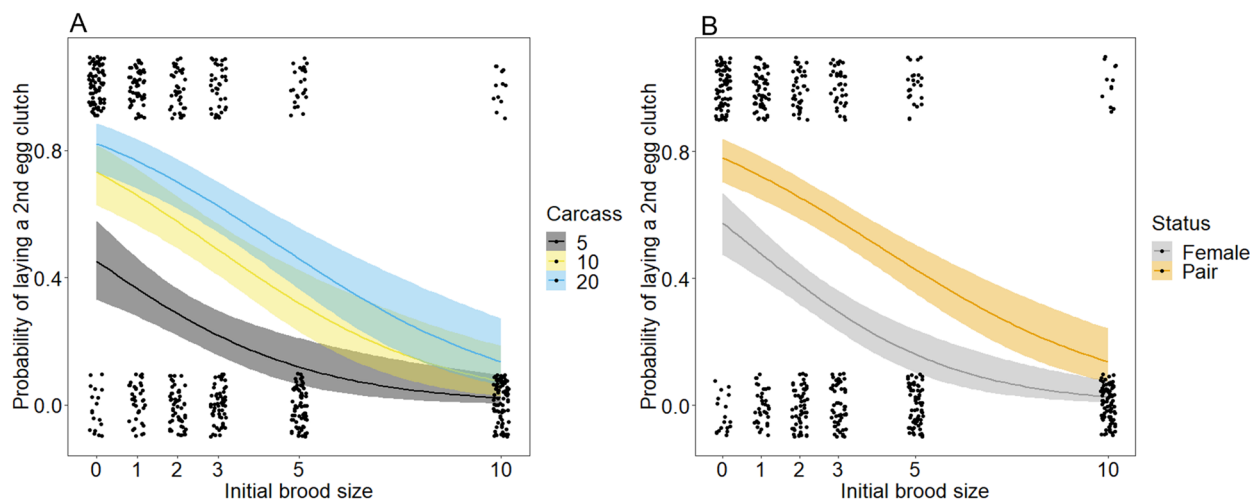 A
Probability of laying a 2nd egg clutch
0.8
0.4
0.0
0 1 2 3 5 10
Initial brood size
Carcass
5
10
20
B
Probability of laying a 2nd egg clutch
0.8
0.4
0.0
0 1 2 3 5 10
Initial brood size
Status
Female
Pair